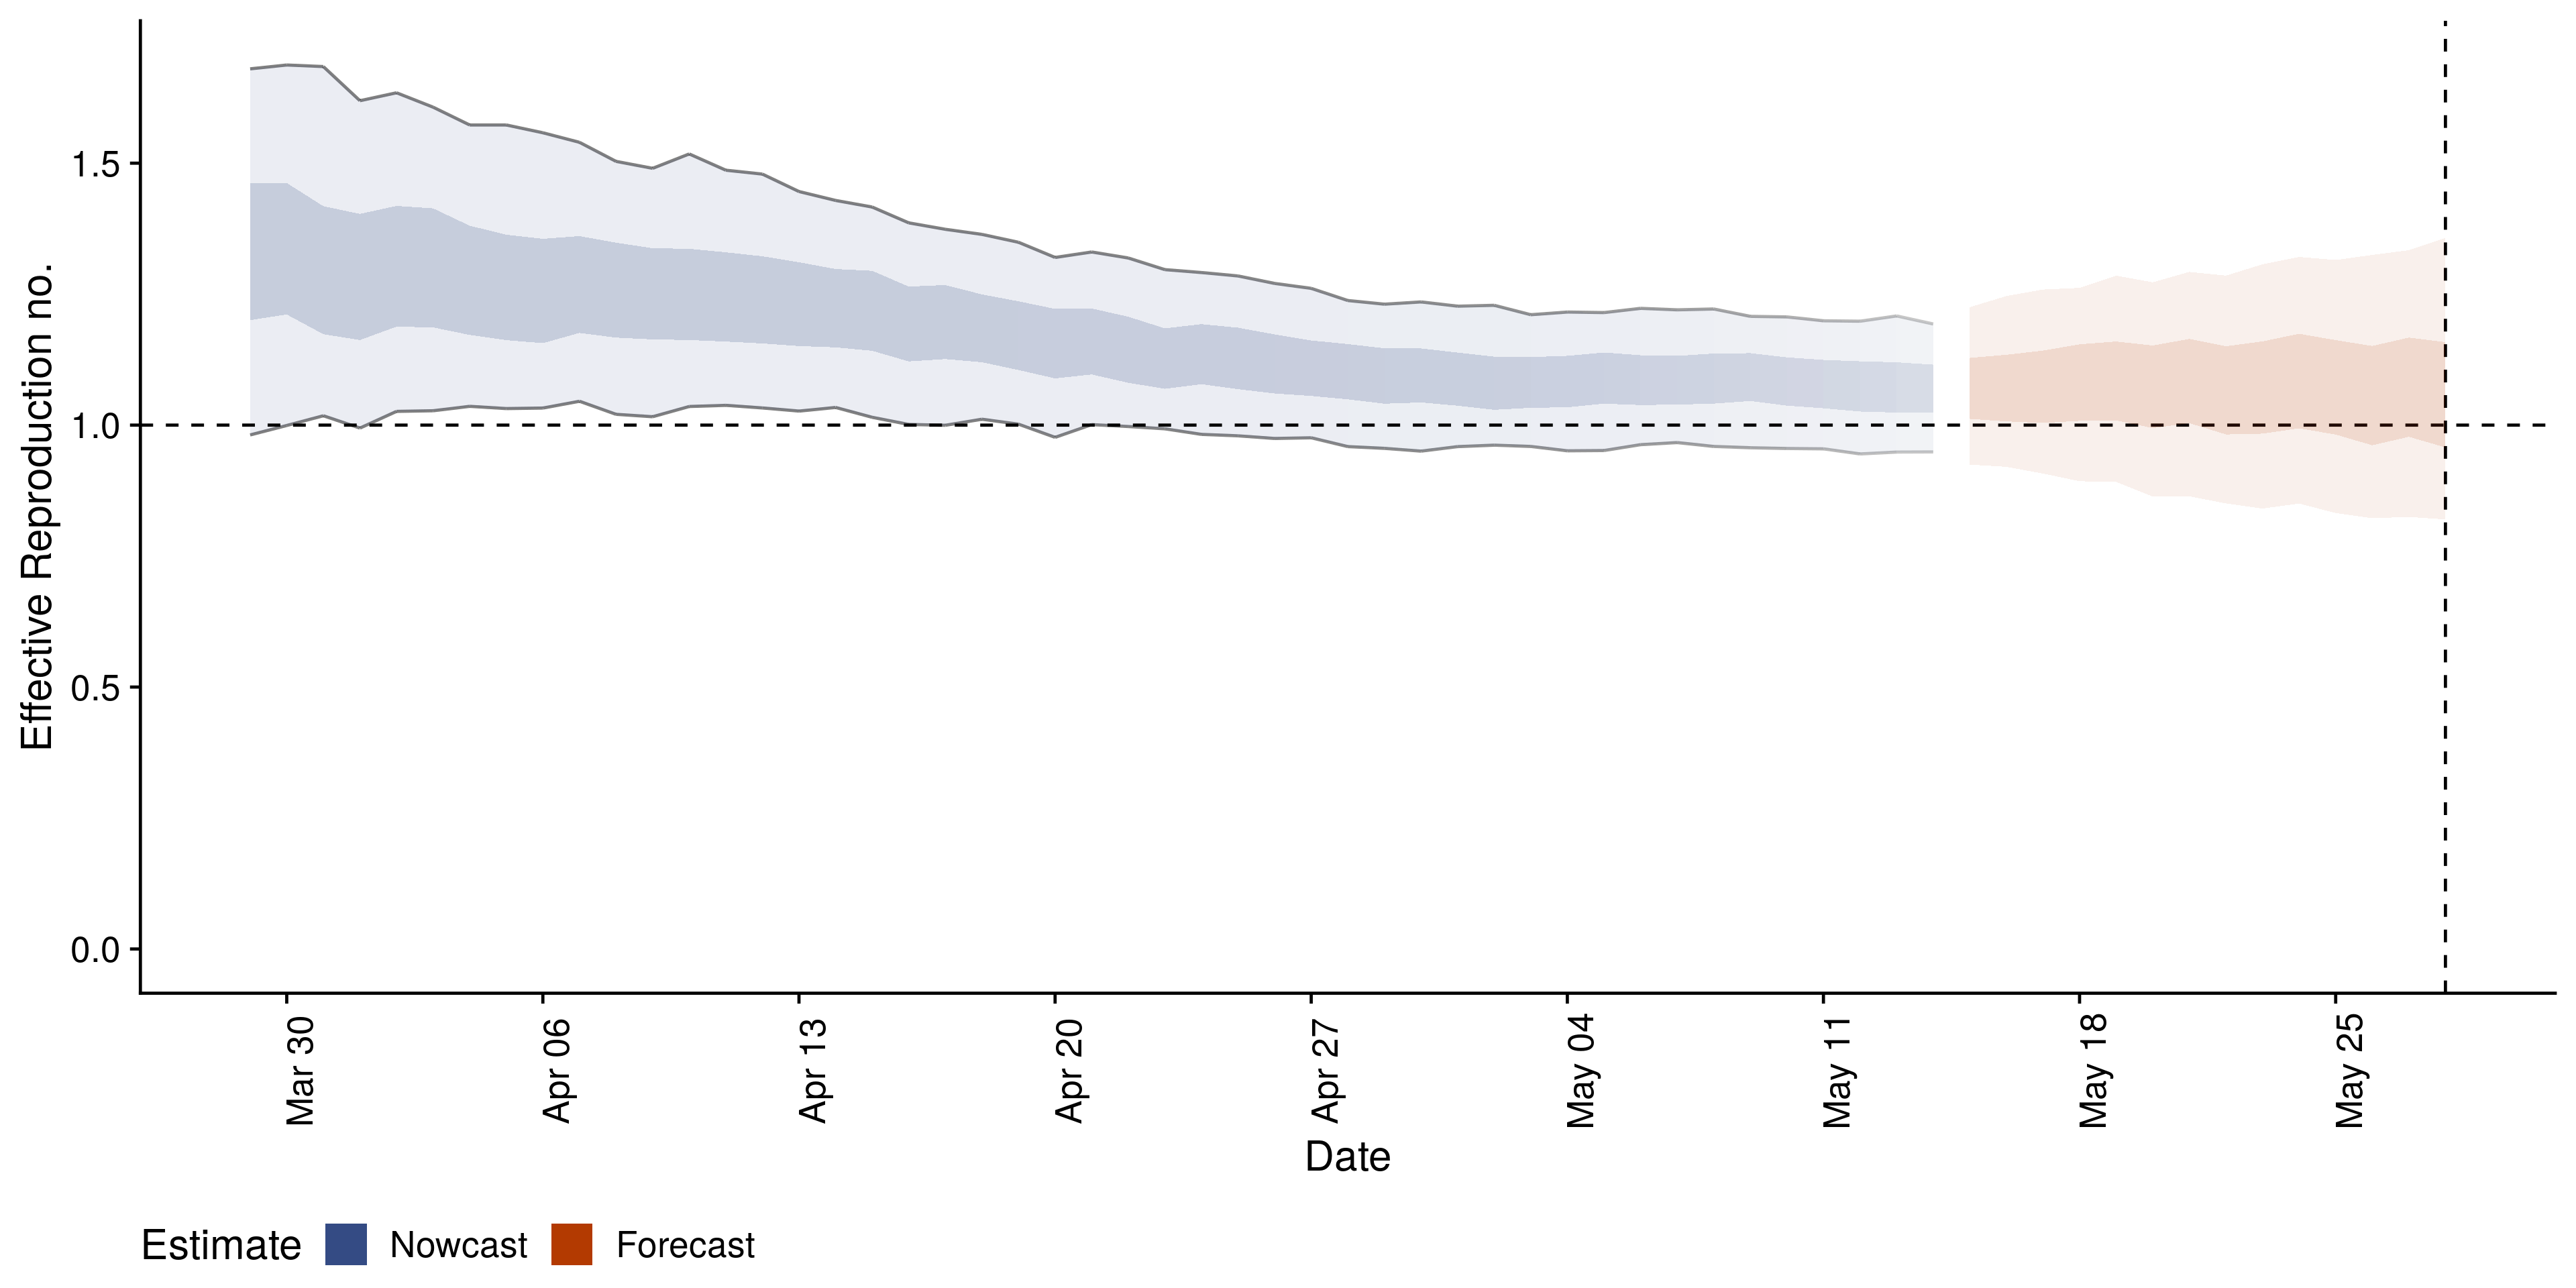 Effective Reproduction no.
1.5
1.0
0.5
0.0
Mar 30
Apr 06
Apr 13
Apr 20
Apr 27
May 04
May 11
May 18
May 25
Date
Estimate Nowcast Forecast